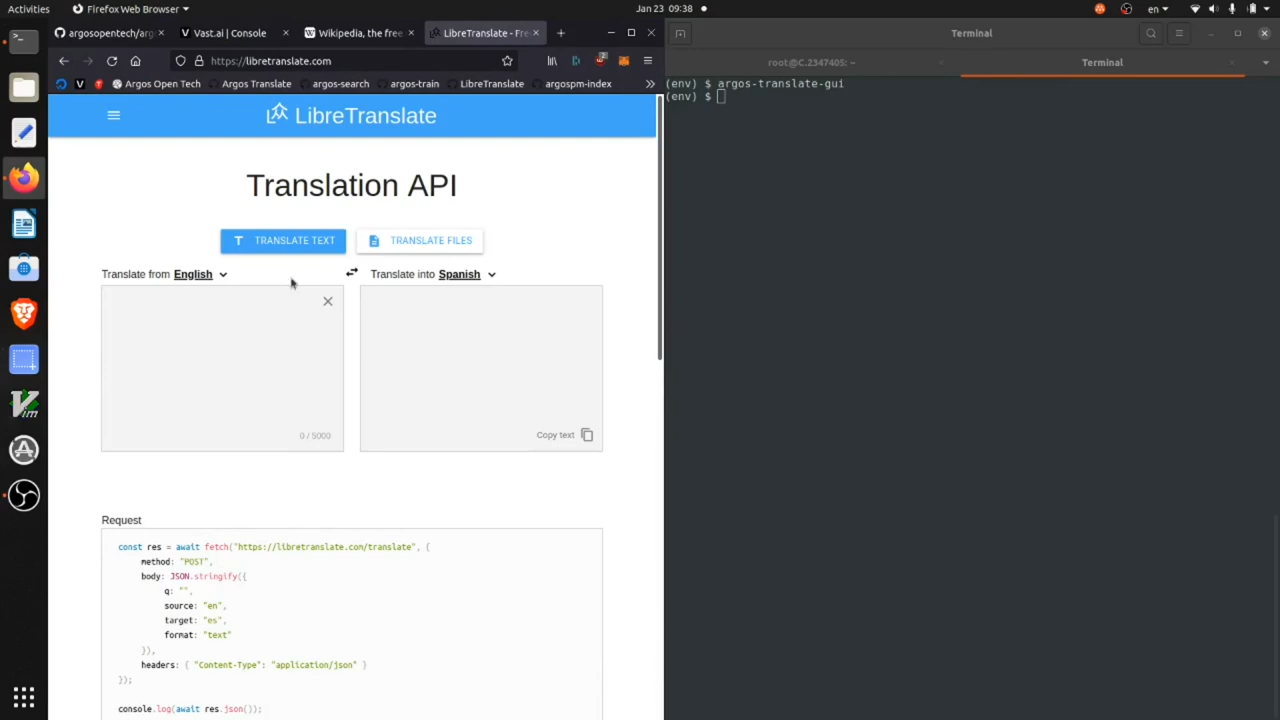 Activities
Firefox Web Browser
Jan 23 09:38
en
argosopentech/arg
Vast.ai | Console
Wikipedia, the free
LibreTranslate - Fre
Terminal
https://libretranslate.com
root@C.2347405: ~
Terminal
Argos Open Tech
Argos Translate
argos-search
argos-train
LibreTranslate
argospm-index
(env) $ argos-translate-gui
(env) $
LibreTranslate
Translation API
TRANSLATE TEXT
TRANSLATE FILES
Translate from English
Translate into Spanish
0 / 5000
Copy text
Request
const res = await fetch("https://libretranslate.com/translate", {
method: "POST",
body: JSON.stringify({
q: "",
source: "en",
target: "es",
format: "text"
}),
headers: { "Content-Type": "application/json" }
});
console.log(await res.json());